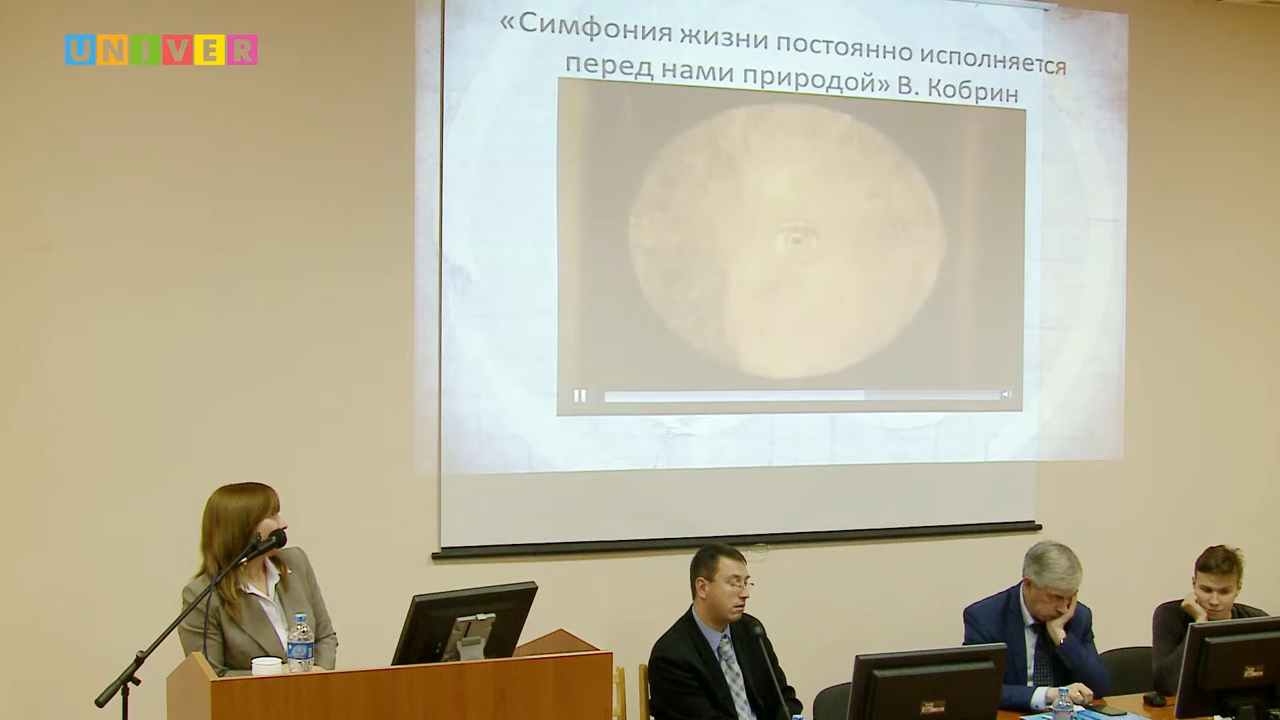 UNIVER
«Симфония жизни постоянно исполняется
перед нами природой» В. Кобрин